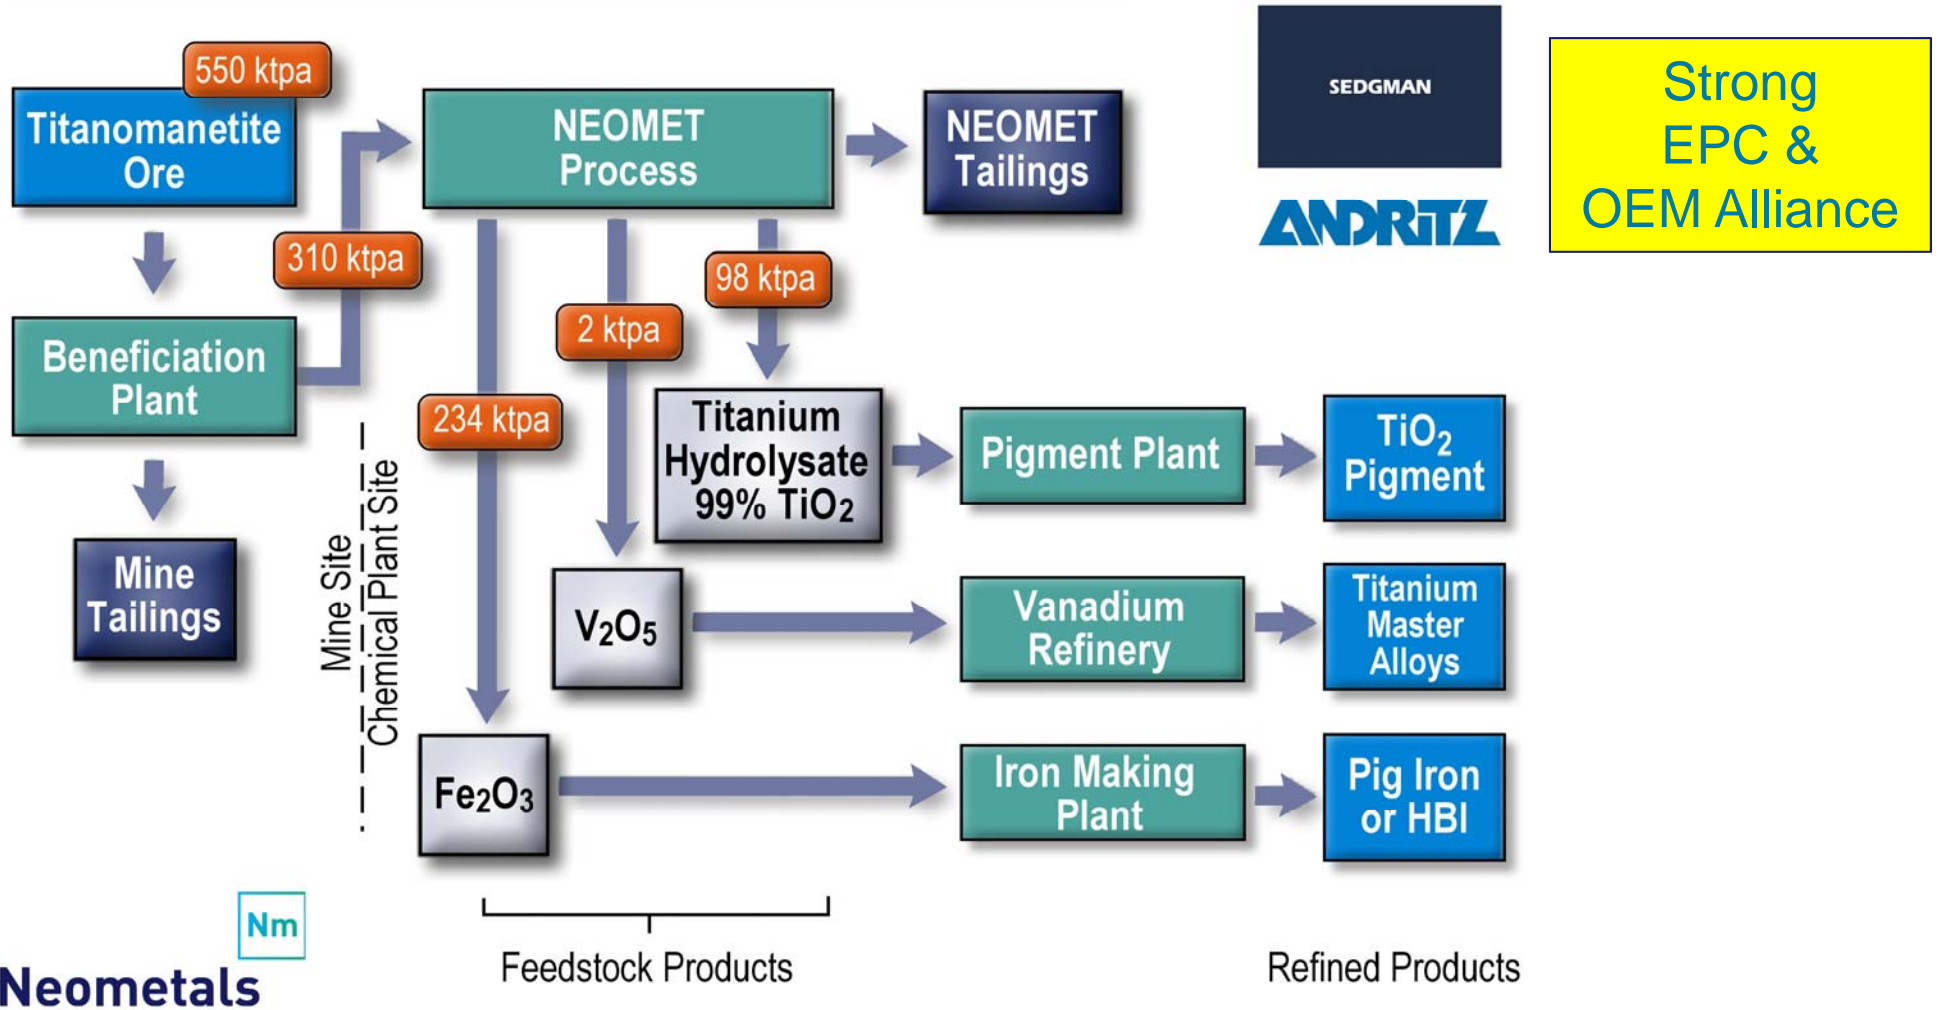 550 ktpa
Titanomanetite
Ore
NEOMET
Process
NEOMET
Tailings
SEDGMAN
ANDRITZ
Strong
EPC &
OEM Alliance
310 ktpa
98 ktpa
2 ktpa
234 ktpa
Beneficiation
Plant
Mine
Tailings
Mine Site
Chemical Plant Site
Titanium
Hydrolysate
99% TiO2
Pigment Plant
TiO2
Pigment
V2O5
Vanadium
Refinery
Titanium
Master
Alloys
Fe2O3
Iron Making
Plant
Pig Iron
or HBI
Nm
Neometals
Feedstock Products
Refined Products